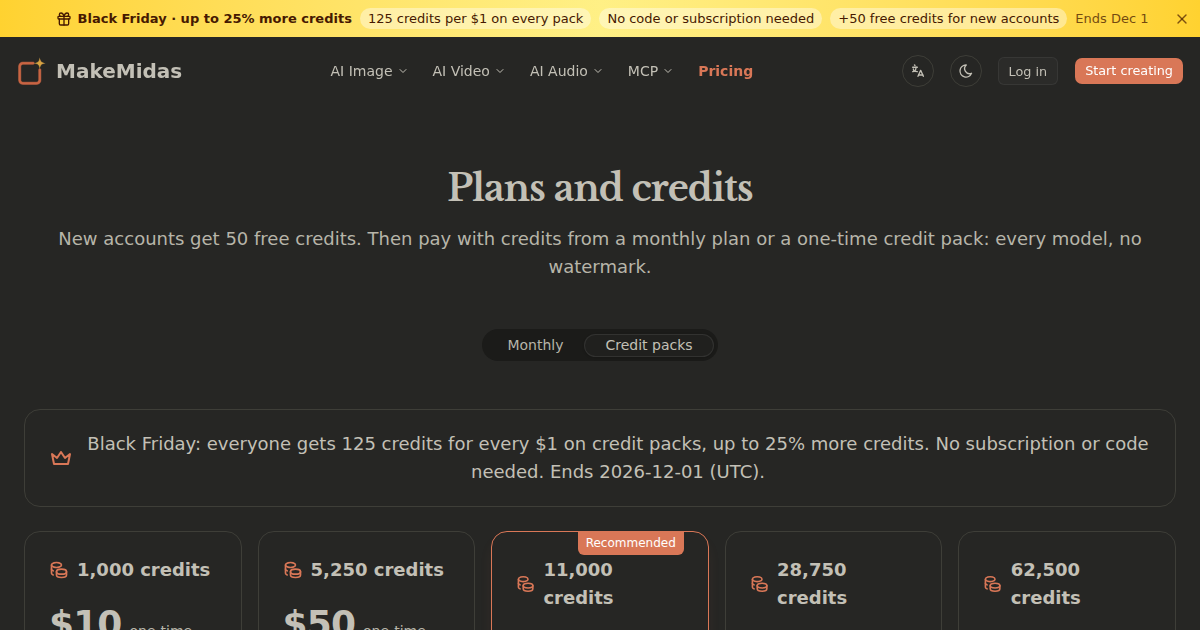 Black Friday · up to 25% more credits 125 credits per $1 on every pack No code or subscription needed +50 free credits for new accounts Ends Dec 1
MakeMidas AI Image AI Video AI Audio MCP Pricing Log in Start creating
Plans and credits
New accounts get 50 free credits. Then pay with credits from a monthly plan or a one-time credit pack: every model, no
watermark.
Monthly Credit packs
Black Friday: everyone gets 125 credits for every $1 on credit packs, up to 25% more credits. No subscription or code
needed. Ends 2026-12-01 (UTC).
Recommended
1,000 credits 5,250 credits 11,000 credits 28,750 credits 62,500 credits
$10 one-time $50 one-time